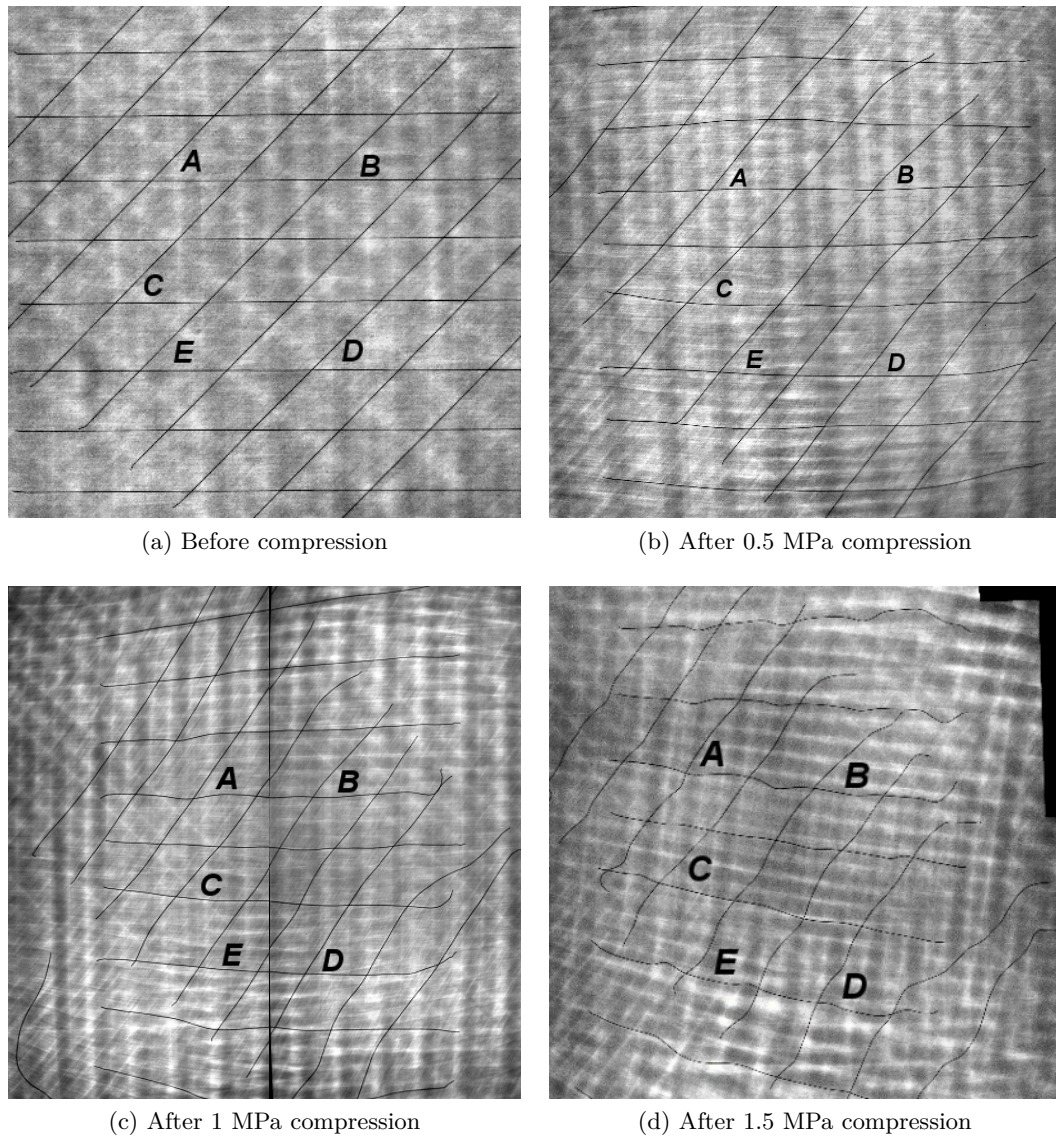 A
B
C
E
D
(a) Before compression
A
B
C
E
D
(b) After 0.5 MPa compression
A
B
C
E
D
(c) After 1 MPa compression
A
B
C
E
D
(d) After 1.5 MPa compression